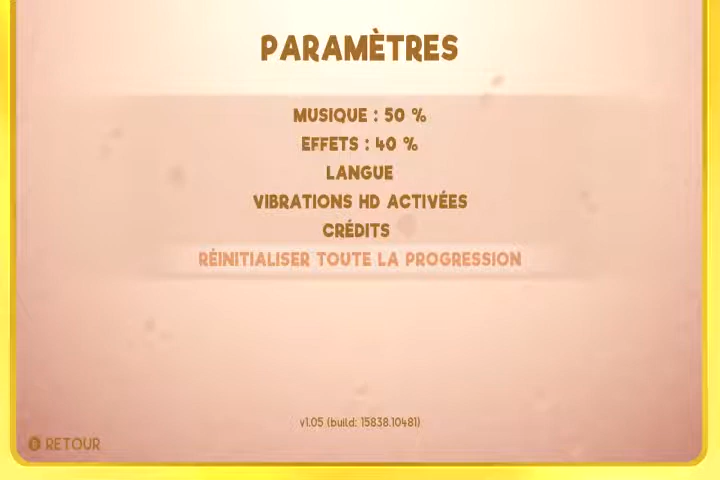 PARAMÈTRES
MUSIQUE : 50 %
EFFETS : 40 %
LANGUE
VIBRATIONS HD ACTIVÉES
CRÉDITS
RÉINITIALISER TOUTE LA PROGRESSION
v1.05 (build: 15838.10481)
B RETOUR